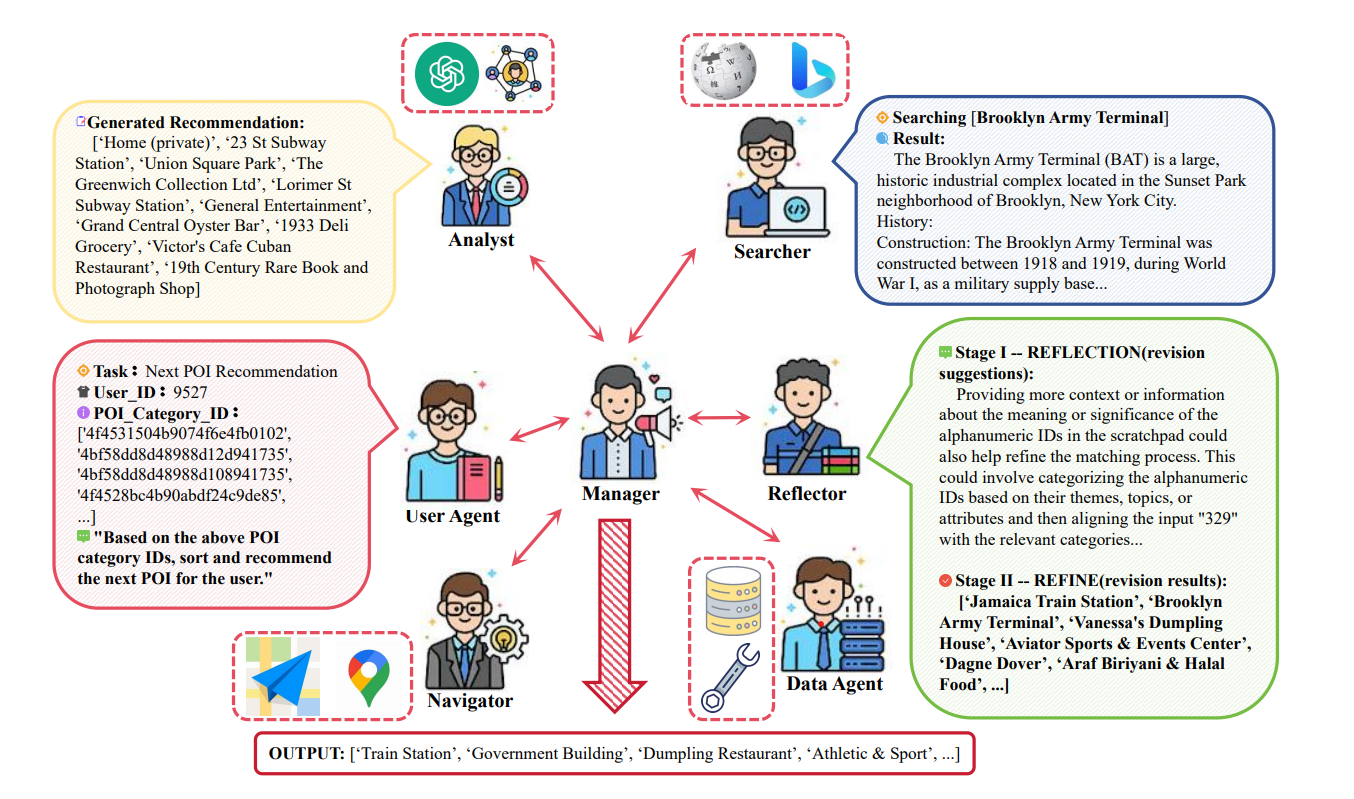 Generated Recommendation:
[‘Home (private)’, ‘23 St Subway
Station’, ‘Union Square Park’, ‘The
Greenwich Collection Ltd’, ‘Lorimer St
Subway Station’, ‘General Entertainment’,
‘Grand Central Oyster Bar’, ‘1933 Deli
Grocery’, ‘Victor's Cafe Cuban
Restaurant’, ‘19th Century Rare Book and
Photograph Shop]
Analyst
Searcher
Searching [Brooklyn Army Terminal]
Result:
The Brooklyn Army Terminal (BAT) is a large,
historic industrial complex located in the Sunset Park
neighborhood of Brooklyn, New York City.
History:
Construction: The Brooklyn Army Terminal was
constructed between 1918 and 1919, during World
War I, as a military supply base...
Task： Next POI Recommendation
User_ID： 9527
POI_Category_ID：
['4f4531504b9074f6e4fb0102',
'4bf58dd8d48988d12d941735',
'4bf58dd8d48988d108941735',
'4f4528bc4b90abdf24c9de85',
...]
"Based on the above POI
category IDs, sort and recommend
the next POI for the user."
User Agent
Manager
Reflector
Stage I -- REFLECTION(revision
suggestions):
Providing more context or information
about the meaning or significance of the
alphanumeric IDs in the scratchpad could
also help refine the matching process. This
could involve categorizing the alphanumeric
IDs based on their themes, topics, or
attributes and then aligning the input "329"
with the relevant categories...
Stage II -- REFINE(revision results):
[‘Jamaica Train Station’, ‘Brooklyn
Army Terminal’, ‘Vanessa's Dumpling
House’, ‘Aviator Sports & Events Center’,
‘Dagne Dover’, ‘Araf Biriyani & Halal
Food’, ...]
Navigator
Data Agent
OUTPUT: [‘Train Station’, ‘Government Building’, ‘Dumpling Restaurant’, ‘Athletic & Sport’, ...]